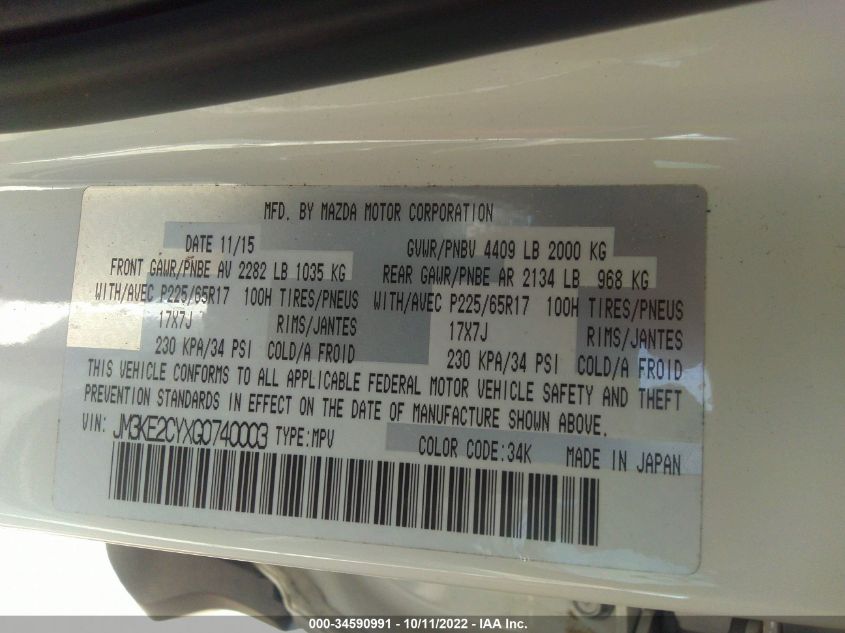 MFD. BY MAZDA MOTOR CORPORATION
DATE 11/15 GVWR/PNBV 4409 LB 2000 KG
FRONT GAWR/PNBE AV 2282 LB 1035 KG REAR GAWR/PNBE AR 2134 LB 968 KG
WITH/AVEC P225/65R17 100H TIRES/PNEUS WITH/AVEC P225/65R17 100H TIRES/PNEUS
17X7J RIMS/JANTES 17X7J RIMS/JANTES
230 KPA/34 PSI COLD/A FROID 230 KPA/34 PSI COLD/A FROID
THIS VEHICLE CONFORMS TO ALL APPLICABLE FEDERAL MOTOR VEHICLE SAFETY AND THEFT
PREVENTION STANDARDS IN EFFECT ON THE DATE OF MANUFACTURE SHOWN ABOVE.
VIN: JM3KE2CYXG0740003 TYPE:MPV COLOR CODE:34K MADE IN JAPAN
000-34590991 - 10/11/2022 - IAA Inc.